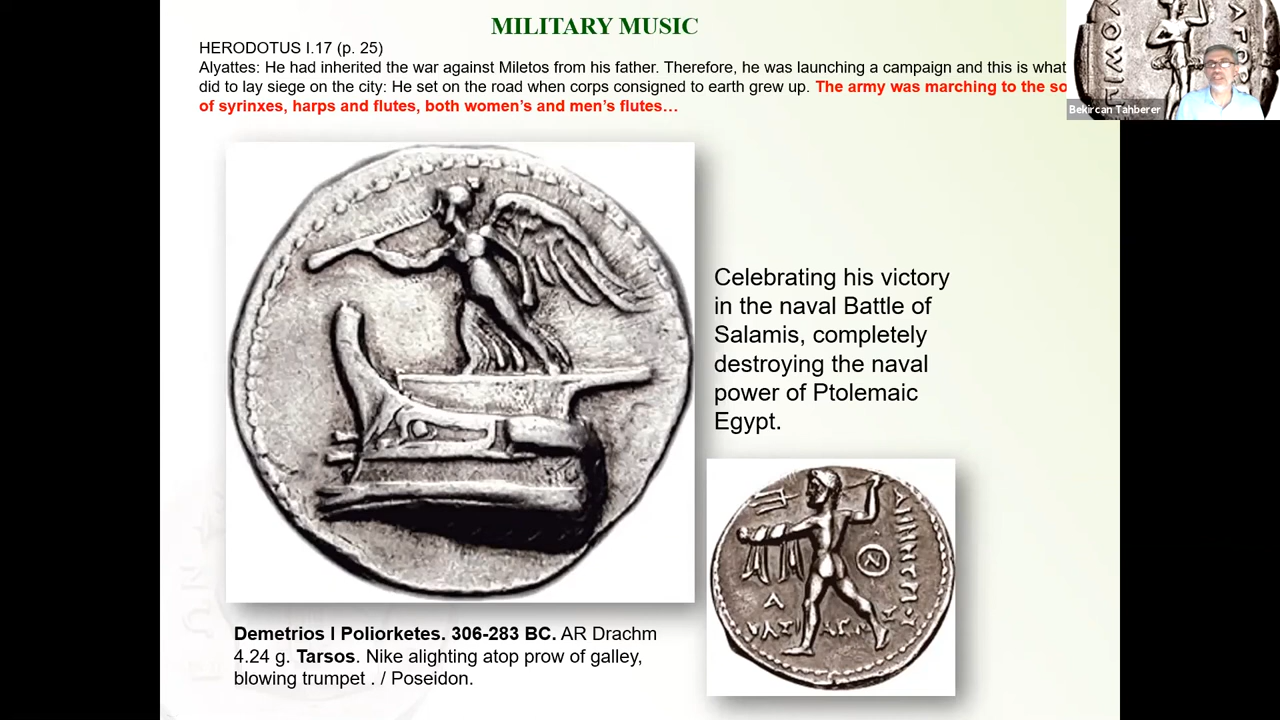 MILITARY MUSIC
HERODOTUS I.17 (p. 25)
Alyattes: He had inherited the war against Miletos from his father. Therefore, he was launching a campaign and this is what
did to lay siege on the city: He set on the road when corps consigned to earth grew up. The army was marching to the so
of syrinxes, harps and flutes, both women's and men's flutes...
Bekircan Tahberer
Celebrating his victory
in the naval Battle of
Salamis, completely
destroying the naval
power of Ptolemaic
Egypt.
Demetrios I Poliorketes. 306-283 BC. AR Drachm
4.24 g. Tarsos. Nike alighting atop prow of galley,
blowing trumpet . / Poseidon.